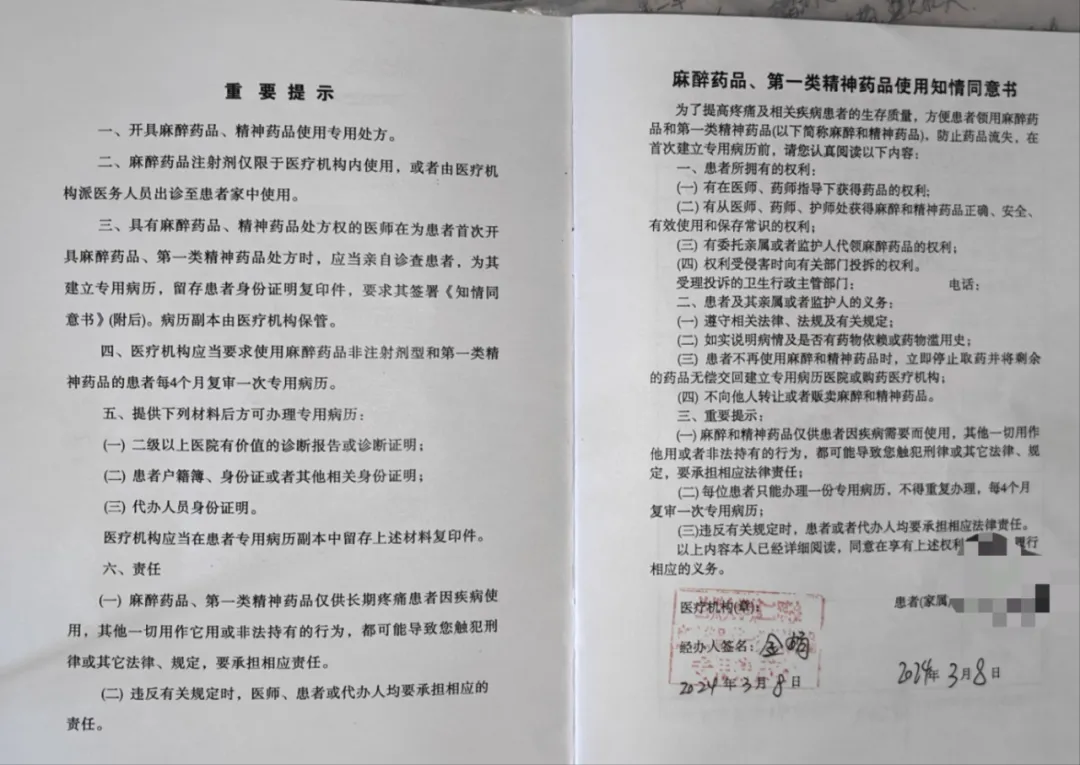 重要提示
一、开具麻醉药品、精神药品使用专用处方。
二、麻醉药品注射剂仅限于医疗机构内使用，或者由医疗机
构派医务人员出诊至患者家中使用。
三、具有麻醉药品、精神药品处方权的医师在为患者首次开
具麻醉药品、第一类精神药品处方时，应当亲自诊查患者，为其
建立专用病历，留存患者身份证明复印件，要求其签署《知情同
意书》(附后)。病历副本由医疗机构保管。
四、医疗机构应当要求使用麻醉药品非注射剂型和第一类精
神药品的患者每4个月复审一次专用病历。
五、提供下列材料后方可办理专用病历：
(一) 二级以上医院有价值的诊断报告或诊断证明；
(二) 患者户籍簿、身份证或者其他相关身份证明；
(三) 代办人员身份证明。
医疗机构应当在患者专用病历副本中留存上述材料复印件。
六、责任
(一) 麻醉药品、第一类精神药品仅供长期疼痛患者因疾病使
用，其他一切用作它用或非法持有的行为，都可能导致您触犯刑
律或其它法律、规定，要承担相应责任。
(二) 违反有关规定时，医师、患者或代办人均要承担相应的
责任。
麻醉药品、第一类精神药品使用知情同意书
为了提高疼痛及相关疾病患者的生存质量，方便患者领用麻醉药
品和第一类精神药品(以下简称麻醉和精神药品)，防止药品流失，在
首次建立专用病历前，请您认真阅读以下内容：
一、患者所拥有的权利：
(一) 有在医师、药师指导下获得药品的权利；
(二) 有从医师、药师、护师处获得麻醉和精神药品正确、安全、
有效使用和保存常识的权利；
(三) 有委托亲属或者监护人代领麻醉药品的权利；
(四) 权利受侵害时向有关部门投拆的权利。
受理投诉的卫生行政主管部门： 电话：
二、患者及其亲属或者监护人的义务：
(一) 遵守相关法律、法规及有关规定；
(二) 如实说明病情及是否有药物依赖或药物滥用史；
(三) 患者不再使用麻醉和精神药品时，立即停止取药并将剩余
的药品无偿交回建立专用病历医院或购药医疗机构；
(四) 不向他人转让或者贩卖麻醉和精神药品。
三、重要提示：
(一) 麻醉和精神药品仅供患者因疾病需要而使用，其他一切用作
他用或者非法持有的行为，都可能导致您触犯刑律或其它法律、规
定，要承担相应法律责任；
(二) 每位患者只能办理一份专用病历，不得重复办理，每4个月
复审一次专用病历；
(三)违反有关规定时，患者或者代办人均要承担相应法律责任。
以上内容本人已经详细阅读，同意在享有上述权利 履行
相应的义务。
医疗机构(章)： 患者(家属)
经办人签名：金
2024年3月8日 2024年3月8日